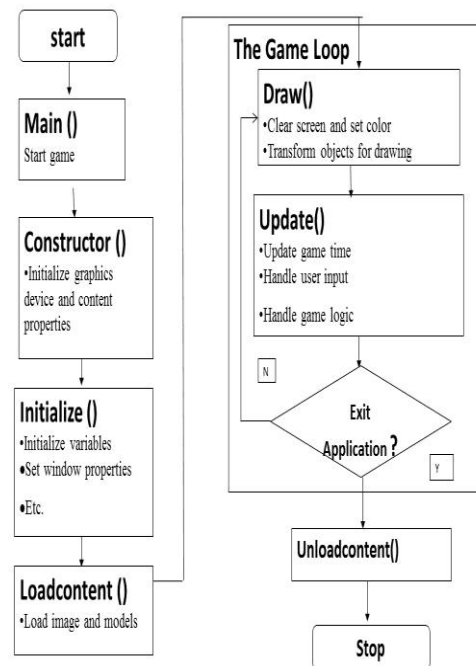 start
Main ()
Start game
Constructor ()
•Initialize graphics
device and content
properties
Initialize ()
•Initialize variables
•Set window properties
•Etc.
Loadcontent ()
•Load image and models
The Game Loop
Draw()
•Clear screen and set color
•Transform objects for drawing
Update()
•Update game time
•Handle user input
•Handle game logic
N
Exit
Application ?
Y
Unloadcontent()
Stop